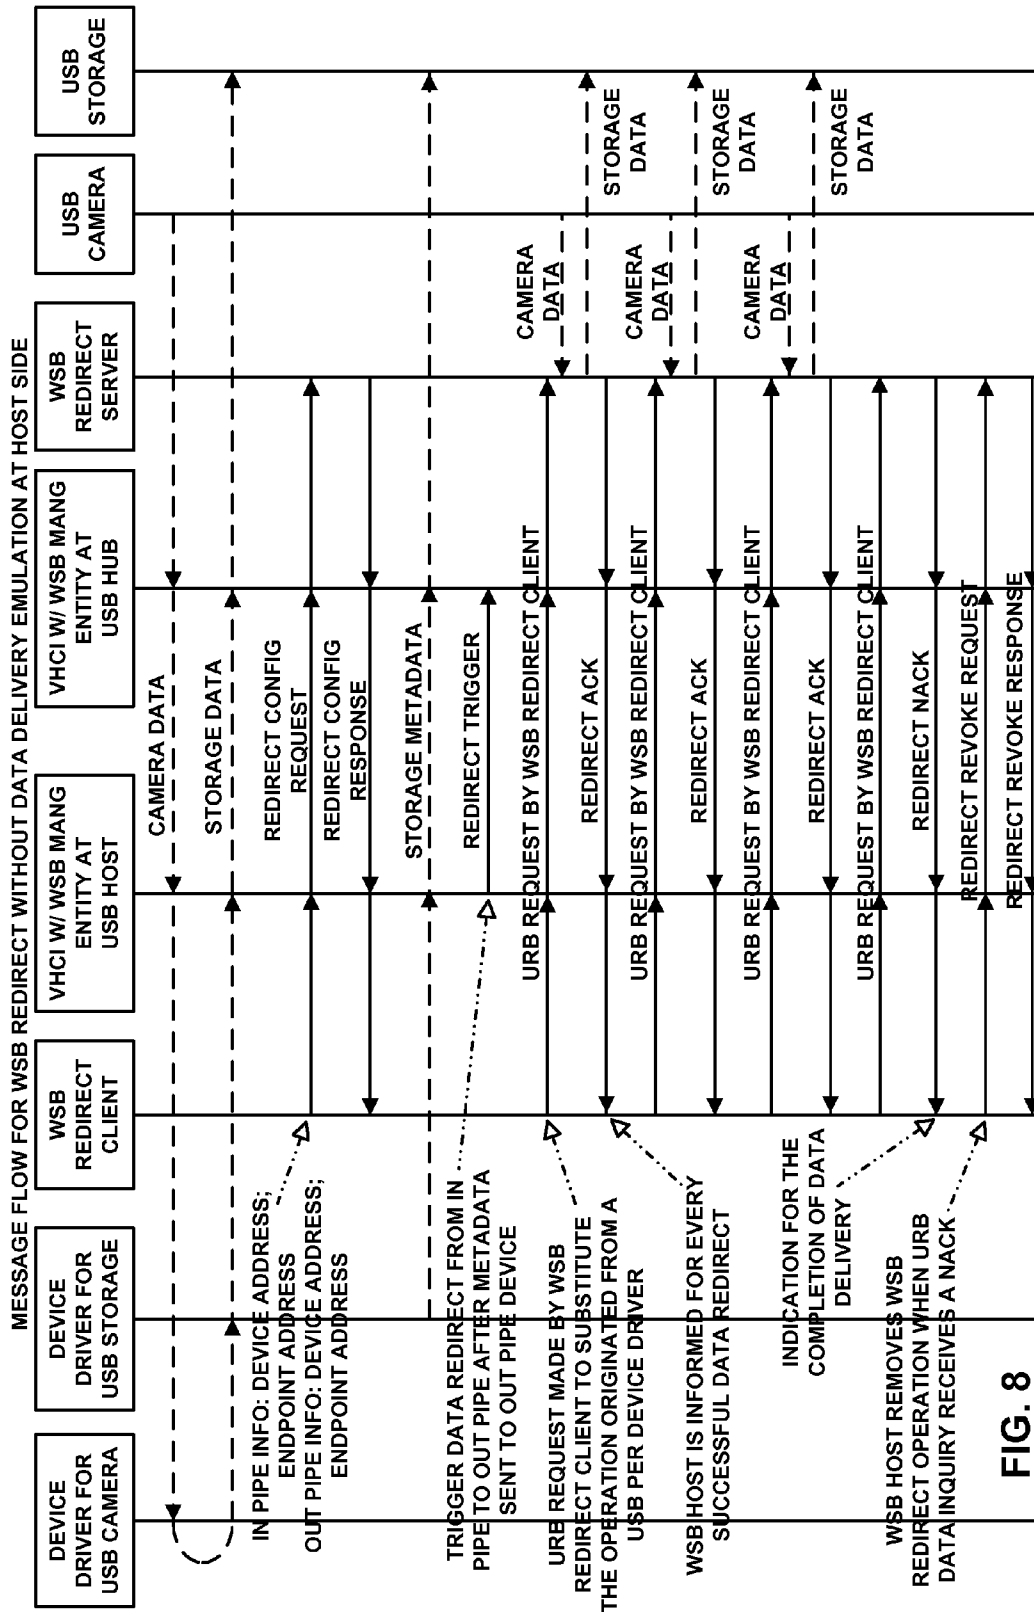 MESSAGE FLOW FOR WSB REDIRECT WITHOUT DATA DELIVERY EMULATION AT HOST SIDE
DEVICE
DRIVER FOR
USB CAMERA
DEVICE
DRIVER FOR
USB STORAGE
WSB
REDIRECT
CLIENT
VHCI W/ WSB MANG
ENTITY AT
USB HOST
VHCI W/ WSB MANG
ENTITY AT
USB HUB
WSB
REDIRECT
SERVER
USB
CAMERA
USB
STORAGE
CAMERA DATA
STORAGE DATA
IN PIPE INFO: DEVICE ADDRESS;
ENDPOINT ADDRESS
OUT PIPE INFO: DEVICE ADDRESS;
ENDPOINT ADDRESS
REDIRECT CONFIG
REQUEST
REDIRECT CONFIG
RESPONSE
STORAGE METADATA
TRIGGER DATA REDIRECT FROM IN
PIPE TO OUT PIPE AFTER METADATA
SENT TO OUT PIPE DEVICE
REDIRECT TRIGGER
URB REQUEST MADE BY WSB
REDIRECT CLIENT TO SUBSTITUTE
THE OPERATION ORIGINATED FROM A
USB PER DEVICE DRIVER
URB REQUEST BY WSB REDIRECT CLIENT
CAMERA
DATA
STORAGE
DATA
REDIRECT ACK
WSB HOST IS INFORMED FOR EVERY
SUCCESSFUL DATA REDIRECT
URB REQUEST BY WSB REDIRECT CLIENT
CAMERA
DATA
STORAGE
DATA
REDIRECT ACK
URB REQUEST BY WSB REDIRECT CLIENT
CAMERA
DATA
STORAGE
DATA
REDIRECT ACK
INDICATION FOR THE
COMPLETION OF DATA
DELIVERY
URB REQUEST BY WSB REDIRECT CLIENT
REDIRECT NACK
WSB HOST REMOVES WSB
REDIRECT OPERATION WHEN URB
DATA INQUIRY RECEIVES A NACK
REDIRECT REVOKE REQUEST
REDIRECT REVOKE RESPONSE
FIG. 8